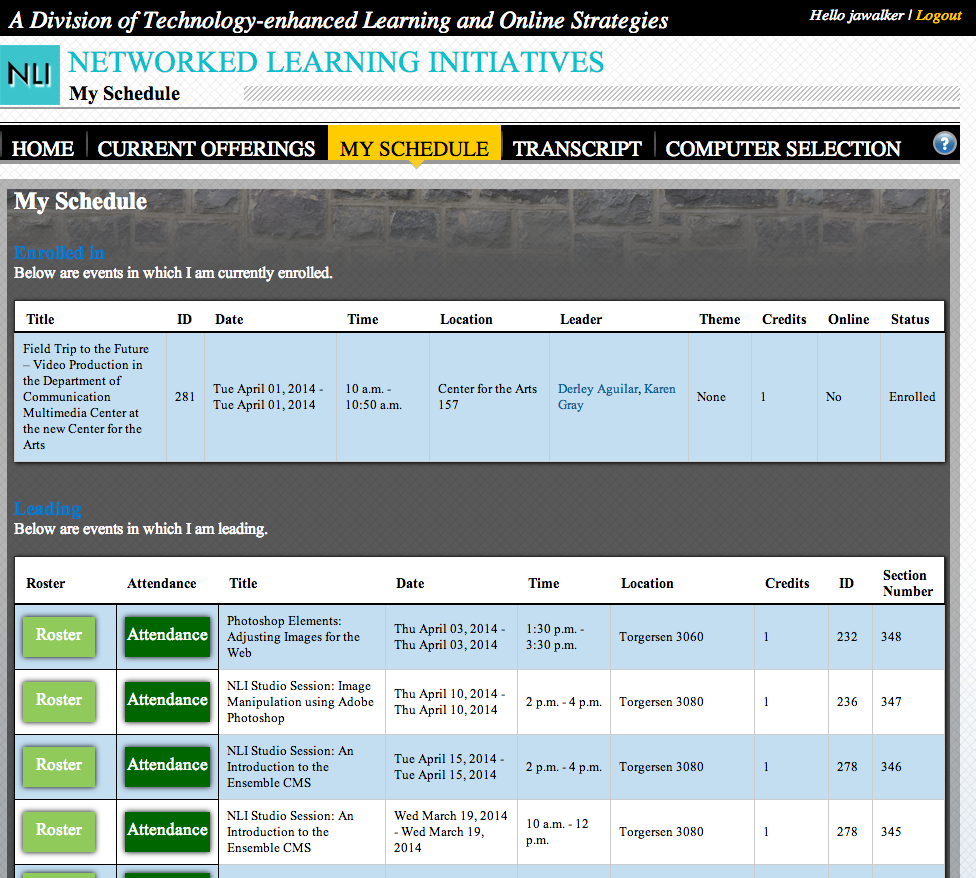 A Division of Technology-enhanced Learning and Online Strategies
Hello jawalker | Logout
NLI
NETWORKED LEARNING INITIATIVES
My Schedule
HOME CURRENT OFFERINGS MY SCHEDULE TRANSCRIPT COMPUTER SELECTION ?
My Schedule
Enrolled in
Below are events in which I am currently enrolled.
Title ID Date Time Location Leader Theme Credits Online Status
Field Trip to the Future
– Video Production in
the Department of
Communication
Multimedia Center at
the new Center for the
Arts
281
Tue April 01, 2014 -
Tue April 01, 2014
10 a.m. -
10:50 a.m.
Center for the Arts
157
Derley Aguilar, Karen
Gray
None
1
No
Enrolled
Leading
Below are events in which I am leading.
Roster Attendance Title Date Time Location Credits ID Section
Number
Roster
Attendance
Photoshop Elements:
Adjusting Images for the
Web
Thu April 03, 2014 -
Thu April 03, 2014
1:30 p.m. -
3:30 p.m.
Torgersen 3060
1
232
348
Roster
Attendance
NLI Studio Session: Image
Manipulation using Adobe
Photoshop
Thu April 10, 2014 -
Thu April 10, 2014
2 p.m. - 4 p.m.
Torgersen 3080
1
236
347
Roster
Attendance
NLI Studio Session: An
Introduction to the
Ensemble CMS
Tue April 15, 2014 -
Tue April 15, 2014
2 p.m. - 4 p.m.
Torgersen 3080
1
278
346
Roster
Attendance
NLI Studio Session: An
Introduction to the
Ensemble CMS
Wed March 19, 2014
- Wed March 19,
2014
10 a.m. - 12
p.m.
Torgersen 3080
1
278
345